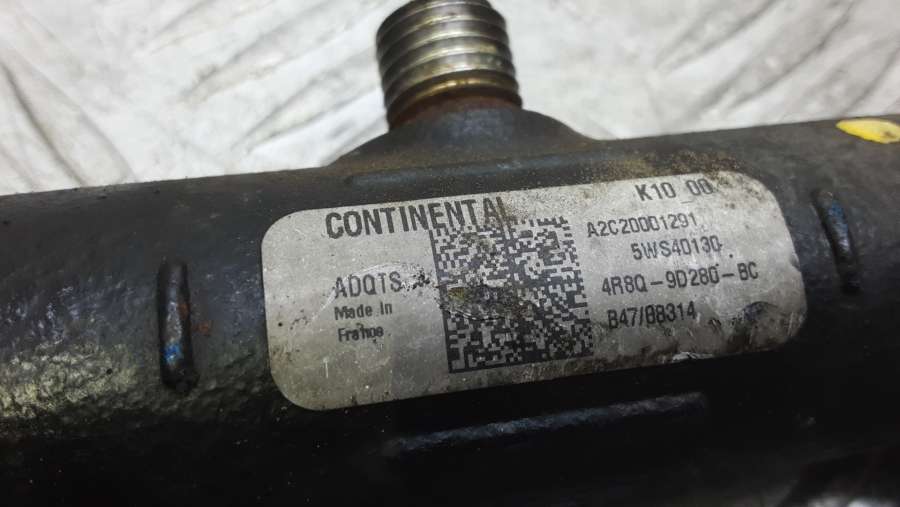 CONTINENTAL
K10_00
A2C20001291
5WS40130
ADQTS
4R8Q-9D280-BC
Made In
France
B47/88314